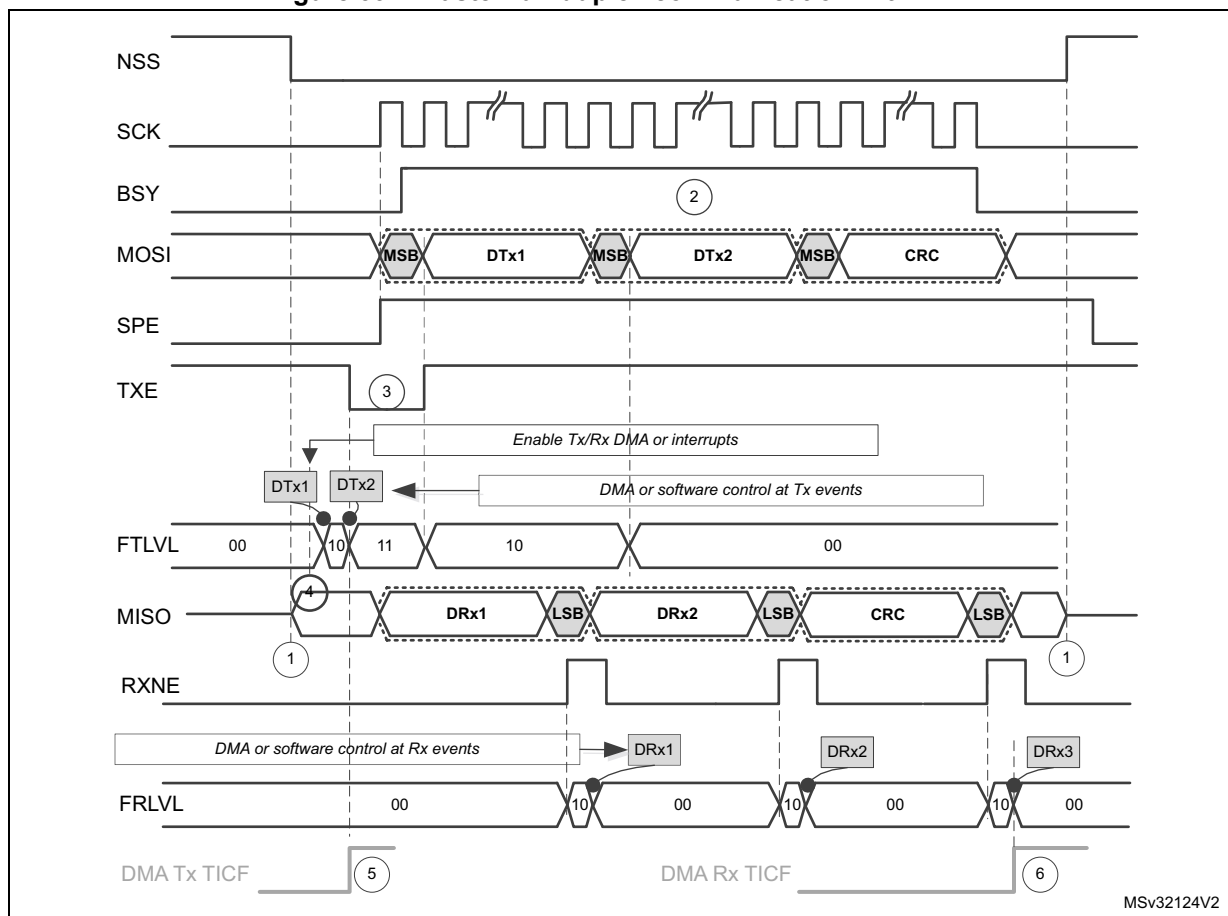 NSS
SCK
BSY
2
MOSI
MSB DTx1 MSB DTx2 MSB CRC
SPE
TXE
3
Enable Tx/Rx DMA or interrupts
DTx1 DTx2
DMA or software control at Tx events
FTLVL 00 10 11 10 00
4
MISO DRx1 LSB DRx2 LSB CRC LSB
1 1
RXNE
DMA or software control at Rx events DRx1 DRx2 DRx3
FRLVL 00 10 00 10 00 10 00
DMA Tx TICF 5 DMA Rx TICF 6
MSv32124V2